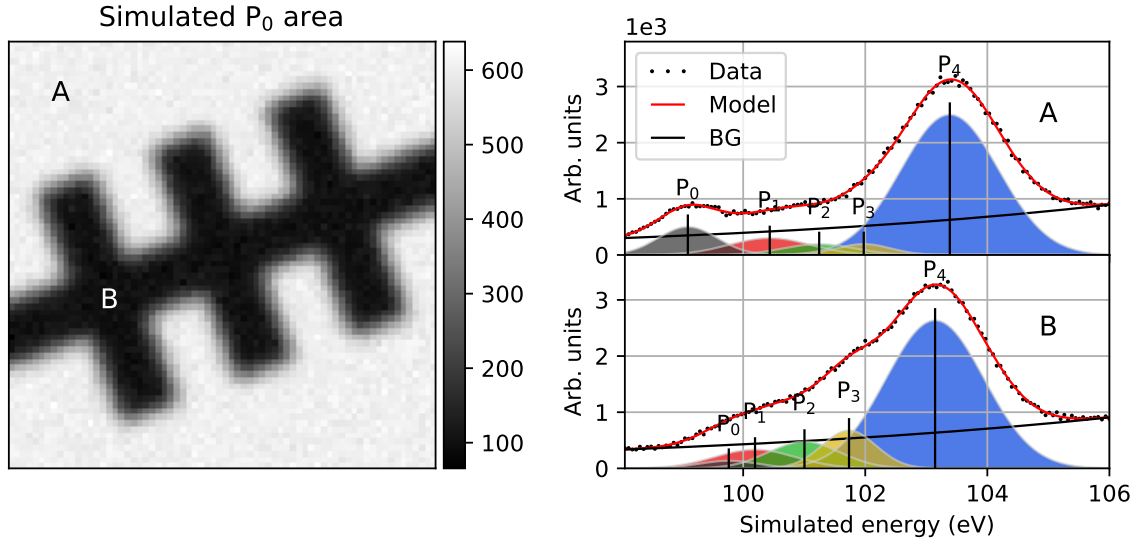 Simulated P0 area
A
B
600
500
400
300
200
100
1e3
Data
Model
BG
P4
A
P0
P1
P2
P3
3
2
1
0
Arb. units
P4
B
P0
P1
P2
P3
3
2
1
0
Arb. units
100
102
104
106
Simulated energy (eV)